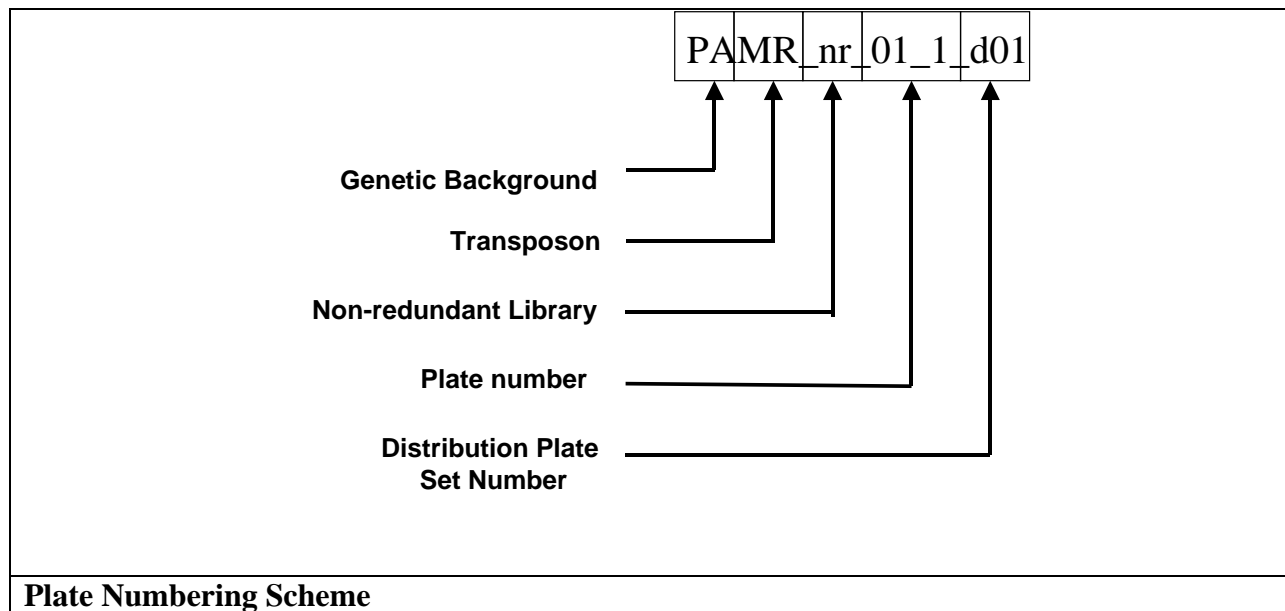 PAMR_nr_01_1_d01
Genetic Background
Transposon
Non-redundant Library
Plate number
Distribution Plate
Set Number
Plate Numbering Scheme